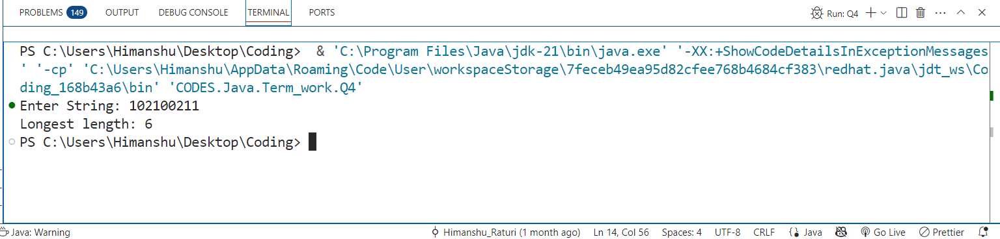 PROBLEMS 149 OUTPUT DEBUG CONSOLE TERMINAL PORTS Run: Q4
PS C:\Users\Himanshu\Desktop\Coding>  & 'C:\Program Files\Java\jdk-21\bin\java.exe' '-XX:+ShowCodeDetailsInExceptionMessages
' '-cp' 'C:\Users\Himanshu\AppData\Roaming\Code\User\workspaceStorage\7feceb49ea95d82cfee768b4684cf383\redhat.java\jdt_ws\Co
ding_168b43a6\bin' 'CODES.Java.Term_work.Q4'
Enter String: 102100211
Longest length: 6
PS C:\Users\Himanshu\Desktop\Coding>
Java: Warning Himanshu_Raturi (1 month ago) Ln 14, Col 56 Spaces: 4 UTF-8 CRLF Java Go Live Prettier